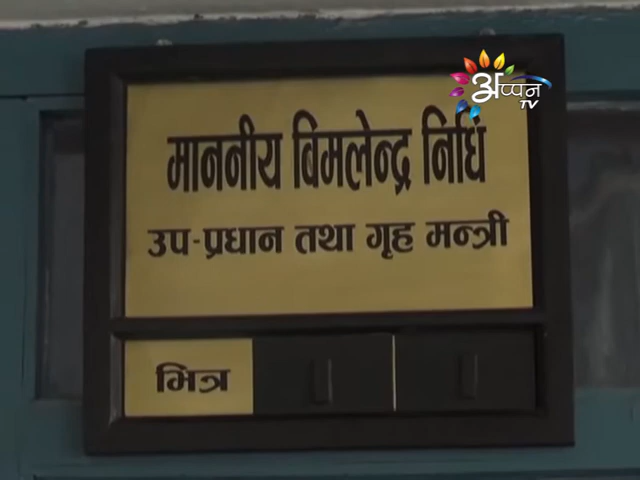 अप्पन
TV
माननीय बिमलेन्द्र निधि
उप-प्रधान तथा गृह मन्त्री
भित्र